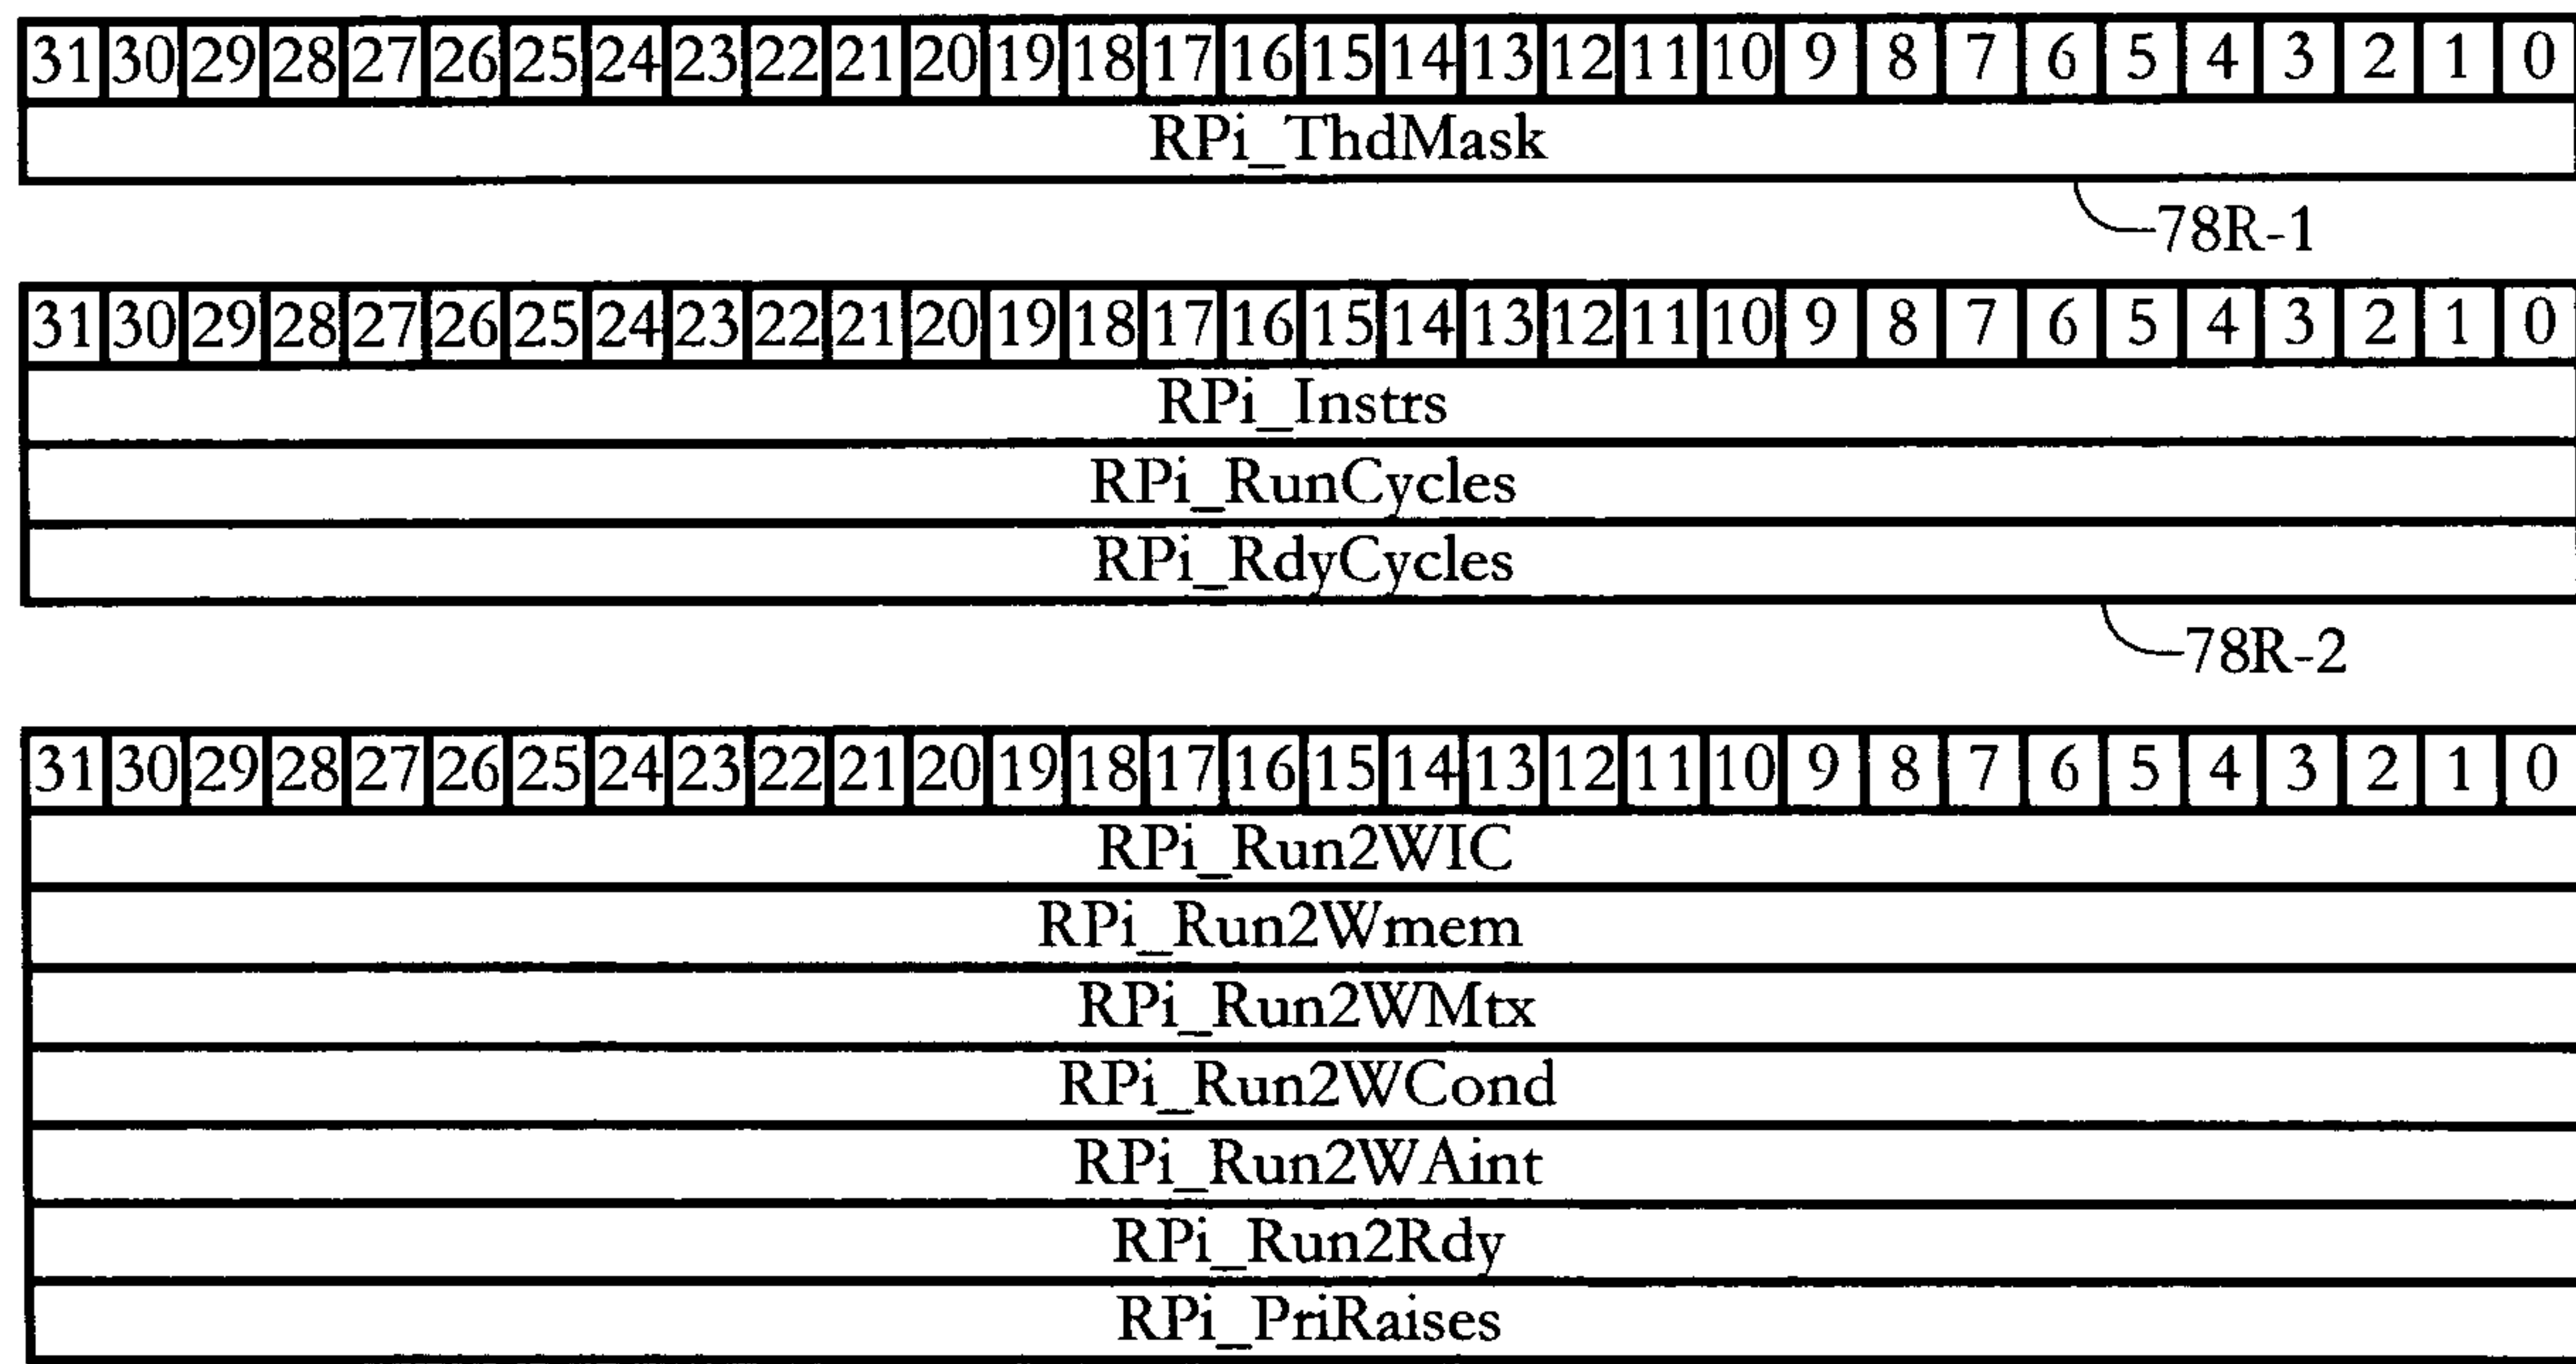 31 30 29 28 27 26 25 24 23 22 21 20 19 18 17 16 15 14 13 12 11 10 9 8 7 6 5 4 3 2 1 0
RPi_ThdMask
78R-1
31 30 29 28 27 26 25 24 23 22 21 20 19 18 17 16 15 14 13 12 11 10 9 8 7 6 5 4 3 2 1 0
RPi_Instrs
RPi_RunCycles
RPi_RdyCycles
78R-2
31 30 29 28 27 26 25 24 23 22 21 20 19 18 17 16 15 14 13 12 11 10 9 8 7 6 5 4 3 2 1 0
RPi_Run2WIC
RPi_Run2Wmem
RPi_Run2WMtx
RPi_Run2WCond
RPi_Run2WAint
RPi_Run2Rdy
RPi_PriRaises